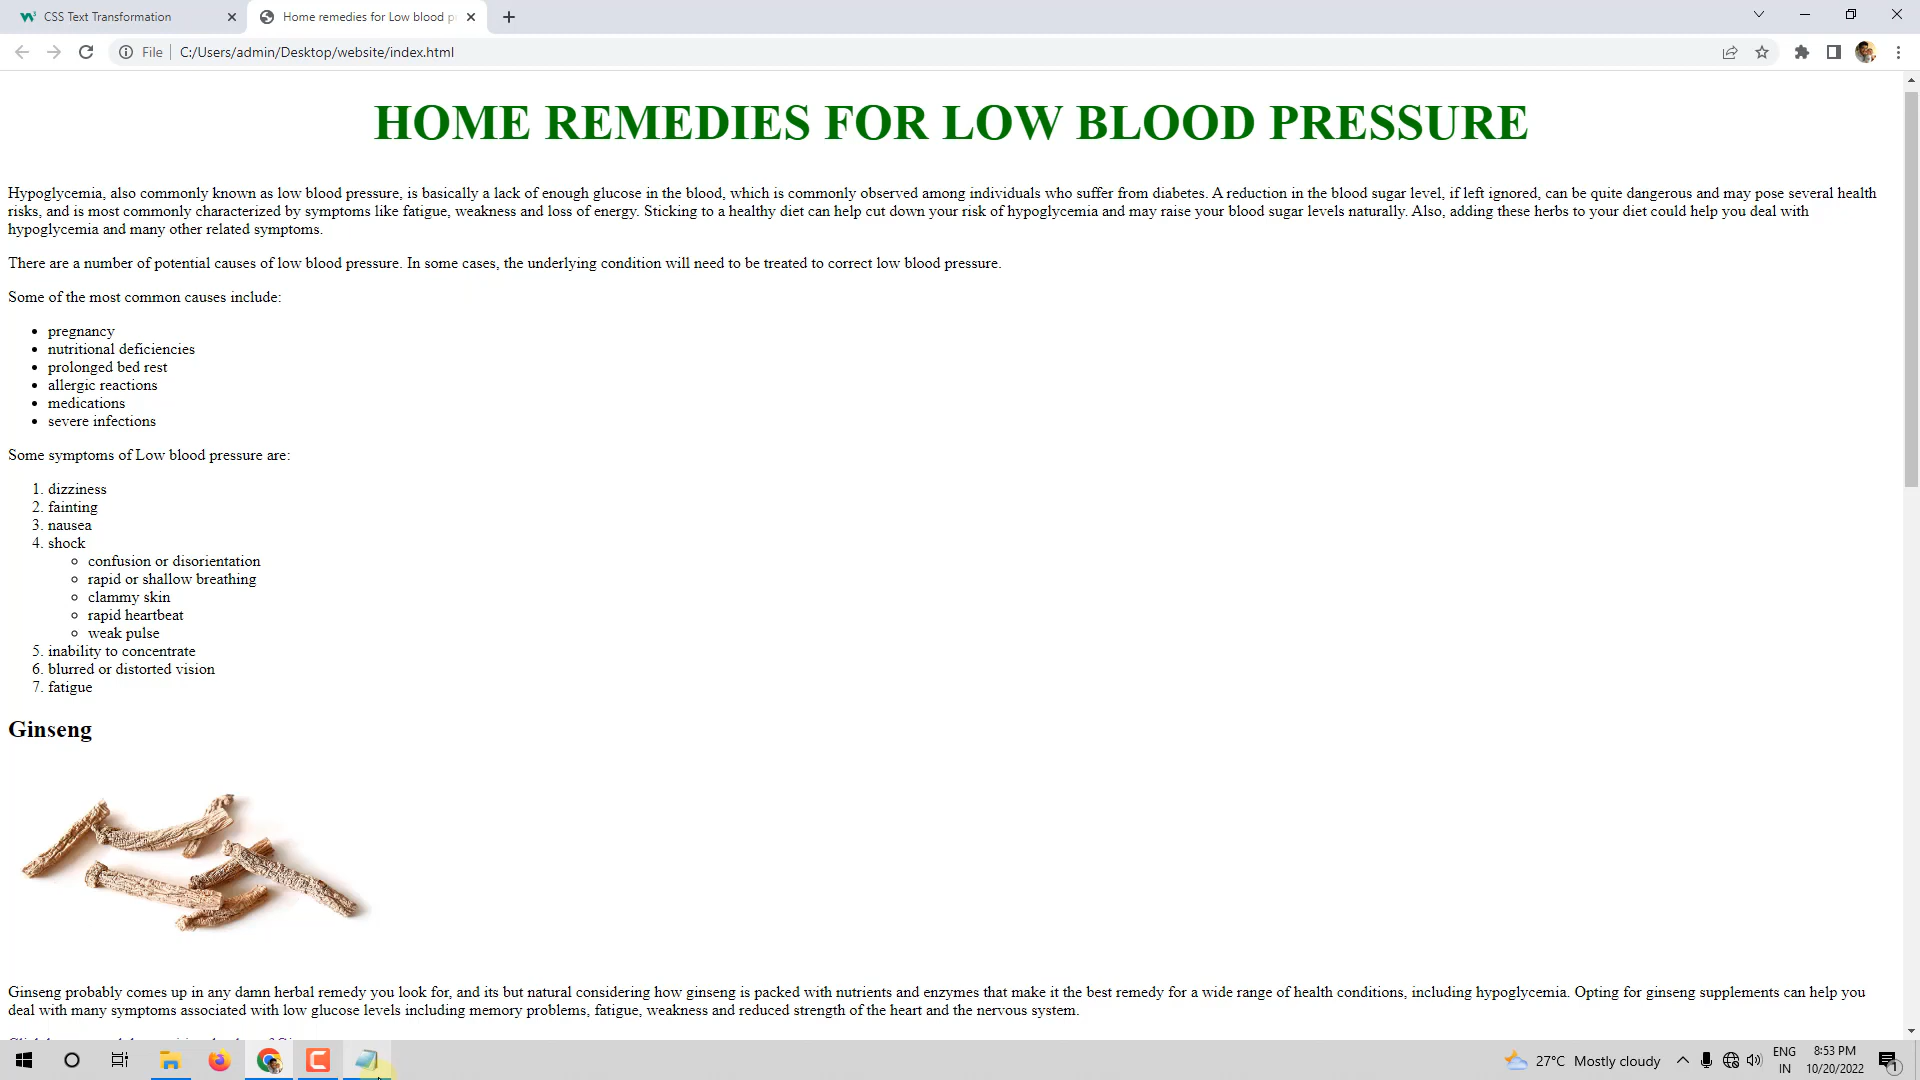 CSS Text Transformation
Home remedies for Low blood p
File
C:/Users/admin/Desktop/website/index.html
HOME REMEDIES FOR LOW BLOOD PRESSURE
Hypoglycemia, also commonly known as low blood pressure, is basically a lack of enough glucose in the blood, which is commonly observed among individuals who suffer from diabetes. A reduction in the blood sugar level, if left ignored, can be quite dangerous and may pose several health
risks, and is most commonly characterized by symptoms like fatigue, weakness and loss of energy. Sticking to a healthy diet can help cut down your risk of hypoglycemia and may raise your blood sugar levels naturally. Also, adding these herbs to your diet could help you deal with
hypoglycemia and many other related symptoms.
There are a number of potential causes of low blood pressure. In some cases, the underlying condition will need to be treated to correct low blood pressure.
Some of the most common causes include:
• pregnancy
• nutritional deficiencies
• prolonged bed rest
• allergic reactions
• medications
• severe infections
Some symptoms of Low blood pressure are:
1. dizziness
2. fainting
3. nausea
4. shock
◦ confusion or disorientation
◦ rapid or shallow breathing
◦ clammy skin
◦ rapid heartbeat
◦ weak pulse
5. inability to concentrate
6. blurred or distorted vision
7. fatigue
Ginseng
Ginseng probably comes up in any damn herbal remedy you look for, and its but natural considering how ginseng is packed with nutrients and enzymes that make it the best remedy for a wide range of health conditions, including hypoglycemia. Opting for ginseng supplements can help you
deal with many symptoms associated with low glucose levels including memory problems, fatigue, weakness and reduced strength of the heart and the nervous system.
27°C Mostly cloudy
ENG
IN
8:53 PM
10/20/2022
1